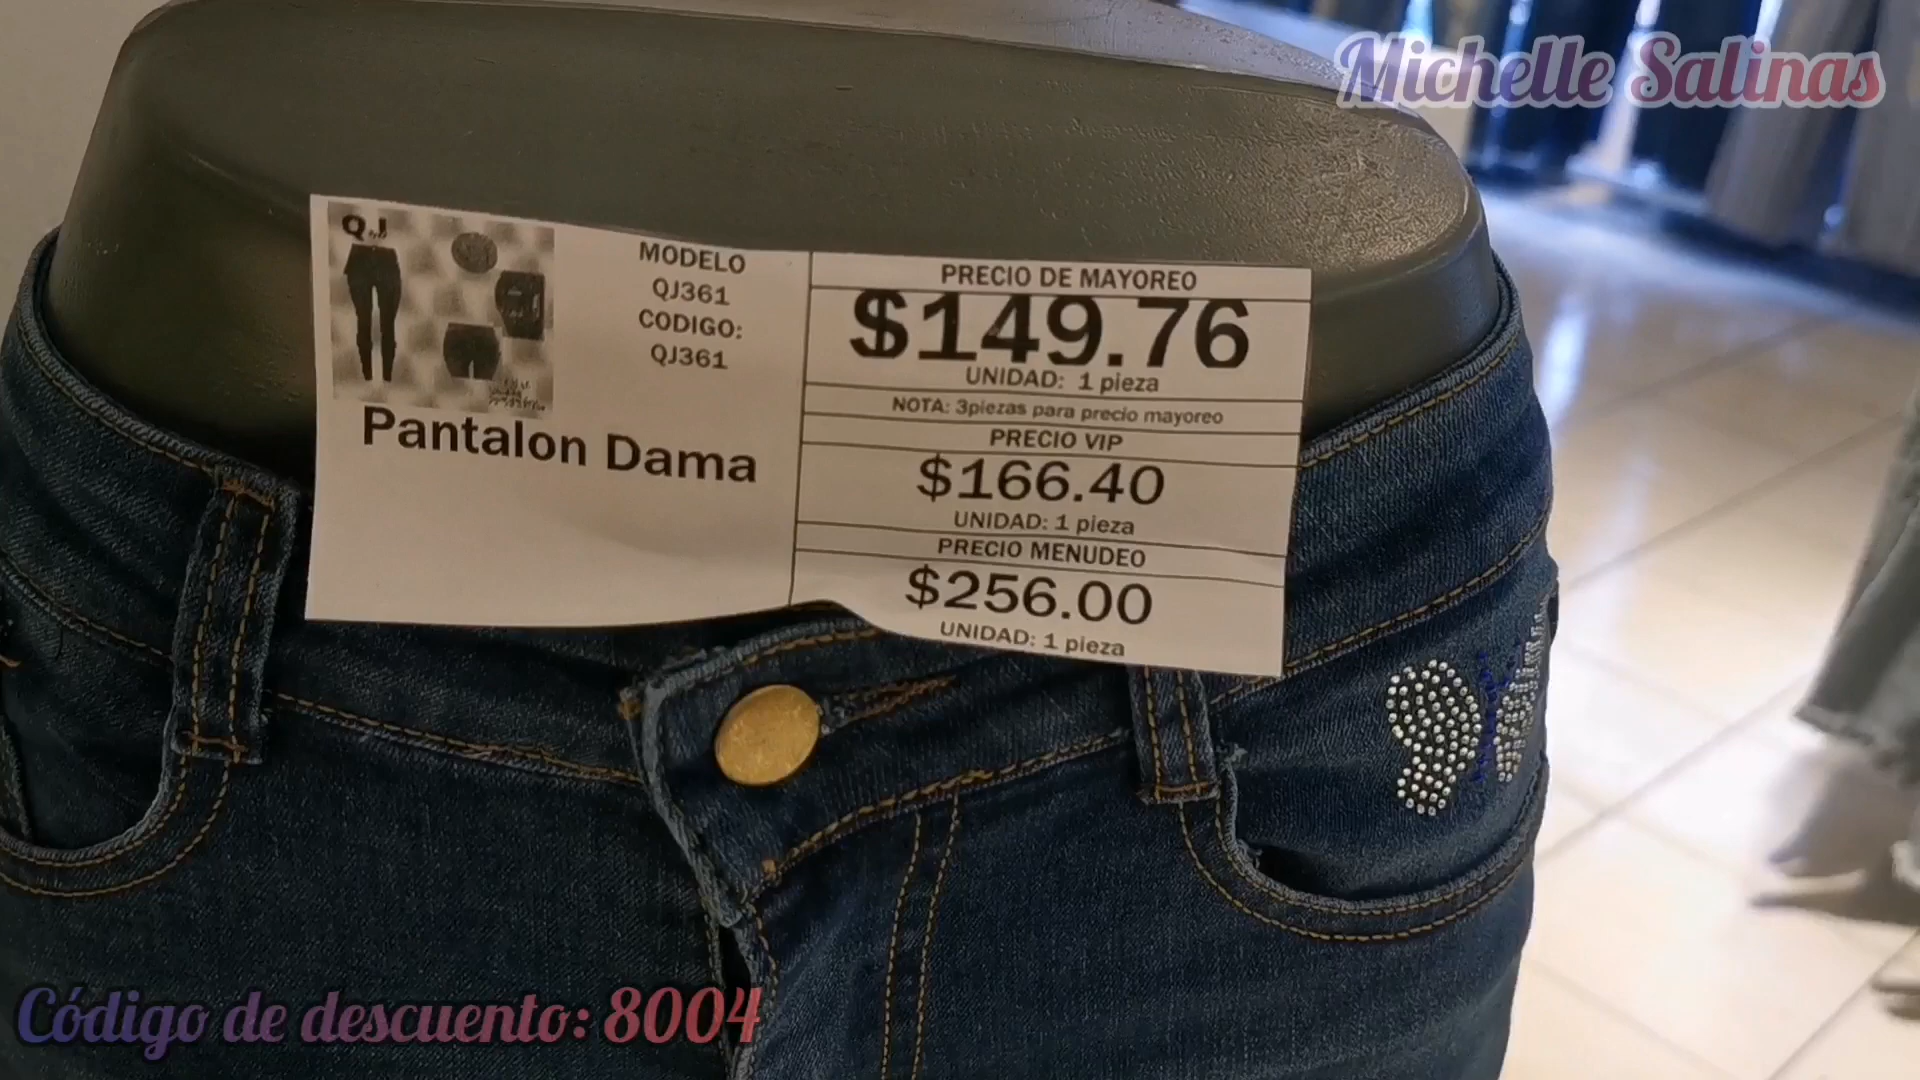 Michelle Salinas
QJ
MODELO
QJ361
CODIGO:
QJ361
Pantalon Dama
PRECIO DE MAYOREO
$149.76
UNIDAD: 1 pieza
NOTA: 3piezas para precio mayoreo
PRECIO VIP
$166.40
UNIDAD: 1 pieza
PRECIO MENUDEO
$256.00
UNIDAD: 1 pieza
Código de descuento: 8004